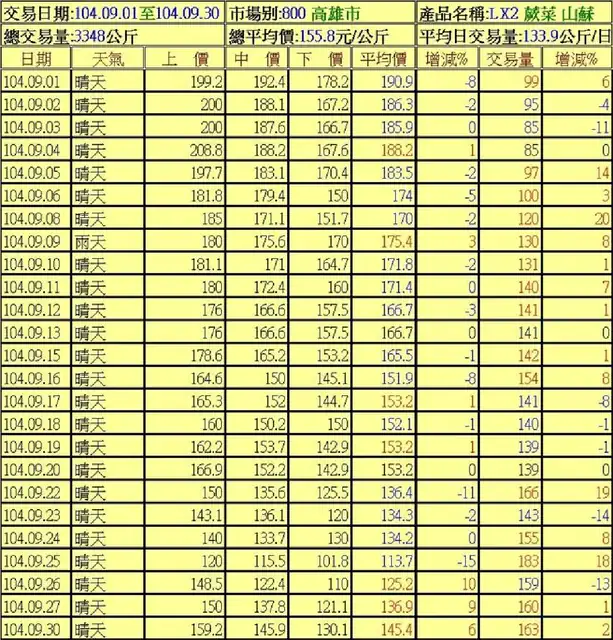 交易日期:104.09.01至104.09.30 市場別:800 高雄市 產品名稱:LX2 蕨菜 山蘇
總交易量:3348公斤 總平均價:155.8元/公斤 平均日交易量:133.9公斤/日
日期 天氣 上 價 中 價 下 價 平均價 增減% 交易量 增減%
104.09.01 晴天 199.2 192.4 178.2 190.9 -8 99 6
104.09.02 晴天 200 188.1 167.2 186.3 -2 95 -4
104.09.03 晴天 200 187.6 166.7 185.9 0 85 -11
104.09.04 晴天 208.8 188.2 167.6 188.2 1 85 0
104.09.05 晴天 197.7 183.1 170.4 183.5 -2 97 14
104.09.06 晴天 181.8 179.4 150 174 -5 100 3
104.09.08 晴天 185 171.1 151.7 170 -2 120 20
104.09.09 雨天 180 175.6 170 175.4 3 130 8
104.09.10 晴天 181.1 171 164.7 171.8 -2 131 1
104.09.11 晴天 180 172.4 160 171.4 0 140 7
104.09.12 晴天 176 166.6 157.5 166.7 -3 141 1
104.09.13 晴天 176 166.6 157.5 166.7 0 141 0
104.09.15 晴天 178.6 165.2 153.2 165.5 -1 142 1
104.09.16 晴天 164.6 150 145.1 151.9 -8 154 8
104.09.17 晴天 165.3 152 144.7 153.2 1 141 -8
104.09.18 晴天 160 150.2 150 152.1 -1 140 -1
104.09.19 晴天 162.2 153.7 142.9 153.2 1 139 -1
104.09.20 晴天 166.9 152.2 142.9 153.2 0 139 0
104.09.22 晴天 150 135.6 125.5 136.4 -11 166 19
104.09.23 晴天 143.1 136.1 120 134.3 -2 143 -14
104.09.24 晴天 140 133.7 130 134.2 0 155 8
104.09.25 晴天 120 115.5 101.8 113.7 -15 183 18
104.09.26 晴天 148.5 122.4 110 125.2 10 159 -13
104.09.27 晴天 150 137.8 121.1 136.9 9 160 1
104.09.30 晴天 159.2 145.9 130.1 145.4 6 163 2